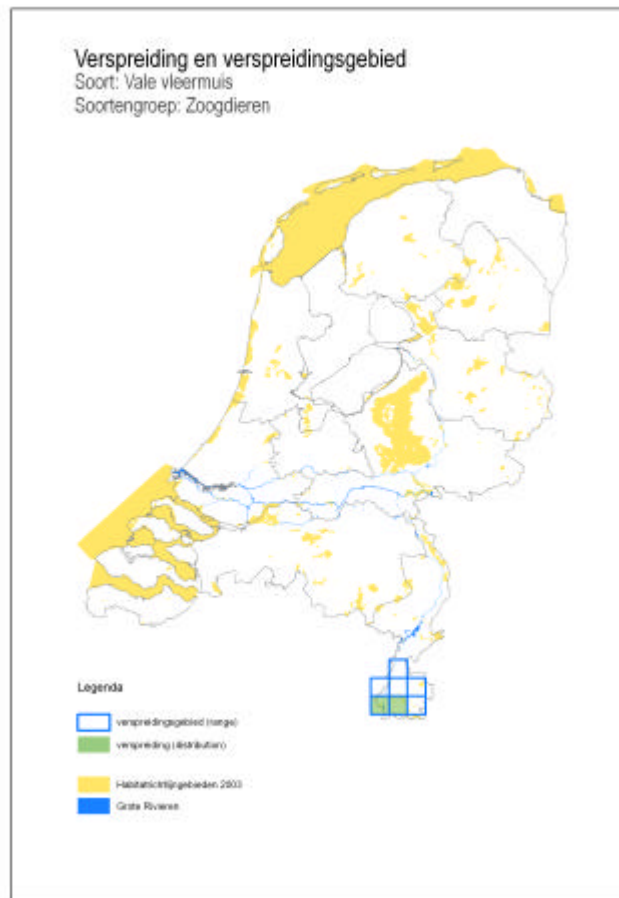 Verspreiding en verspreidingsgebied
Soort: Vale vleermuis
Soortengroep: Zoogdieren
Legenda
verspreidingsgebied (range)
verspreiding (distribution)
Habitatrichtlijngebieden 2003
Grote Rivieren